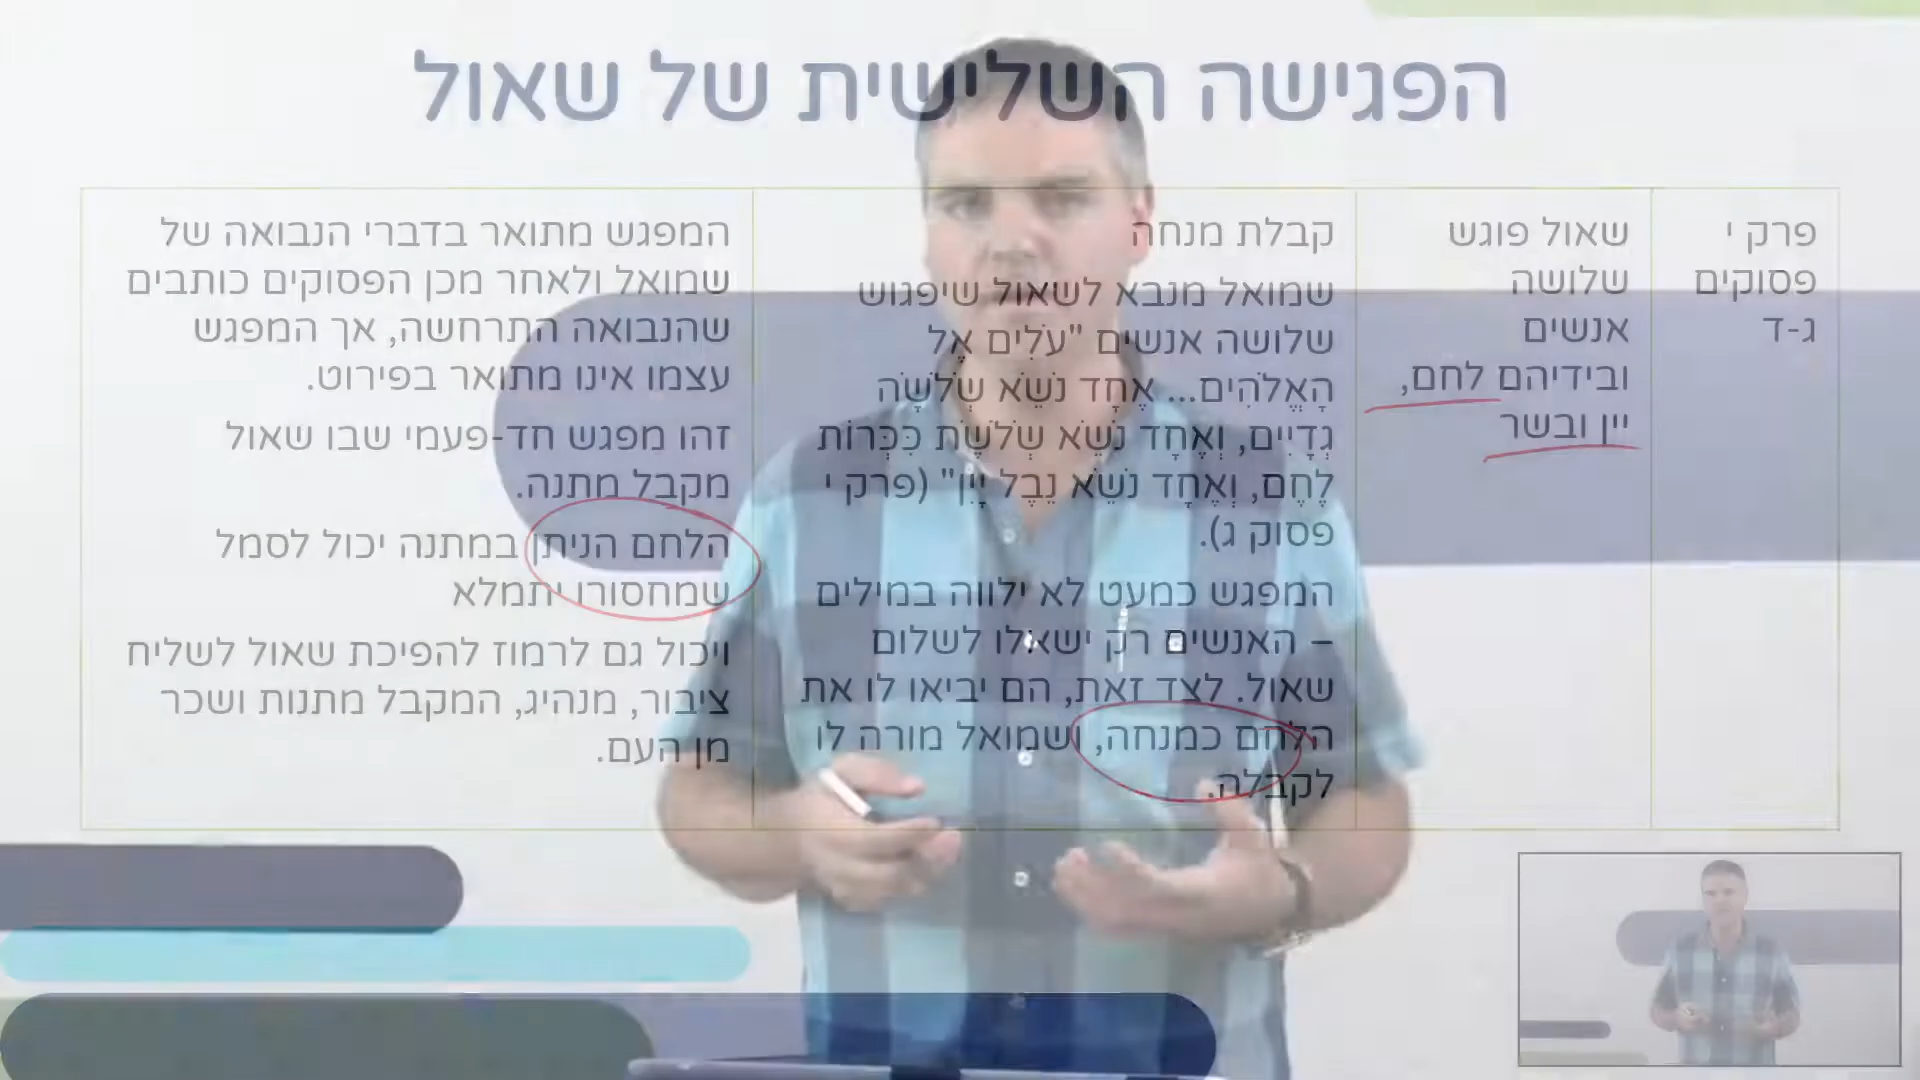 הפגישה השלישית של שאול
פרק י
פסוקים
ג-ד
שאול פוגש
שלושה
אנשים
ובידיהם לחם,
יין ובשר
קבלת מנחה
שמואל מנבא לשאול שיפגוש
שלושה אנשים "עֹלִים אֶל
הָאֱלֹהִים... אֶחָד נֹשֵׂא שְׁלֹשָׁה
גְדָיִים, וְאֶחָד נֹשֵׂא שְׁלֹשֶׁת כִּכְּרוֹת
לֶחֶם, וְאֶחָד נֹשֵׂא נֵבֶל יָיִן" (פרק י
פסוק ג).
המפגש כמעט לא ילווה במילים
– האנשים רק ישאלו לשלום
שאול. לצד זאת, הם יביאו לו את
הלחם כמנחה, ושמואל מורה לו
לקבלה.
המפגש מתואר בדברי הנבואה של
שמואל ולאחר מכן הפסוקים כותבים
שהנבואה התרחשה, אך המפגש
עצמו אינו מתואר בפירוט.
זהו מפגש חד-פעמי שבו שאול
מקבל מתנה.
הלחם הניתן במתנה יכול לסמל
שמחסורו יתמלא
ויכול גם לרמוז להפיכת שאול לשליח
ציבור, מנהיג, המקבל מתנות ושכר
מן העם.